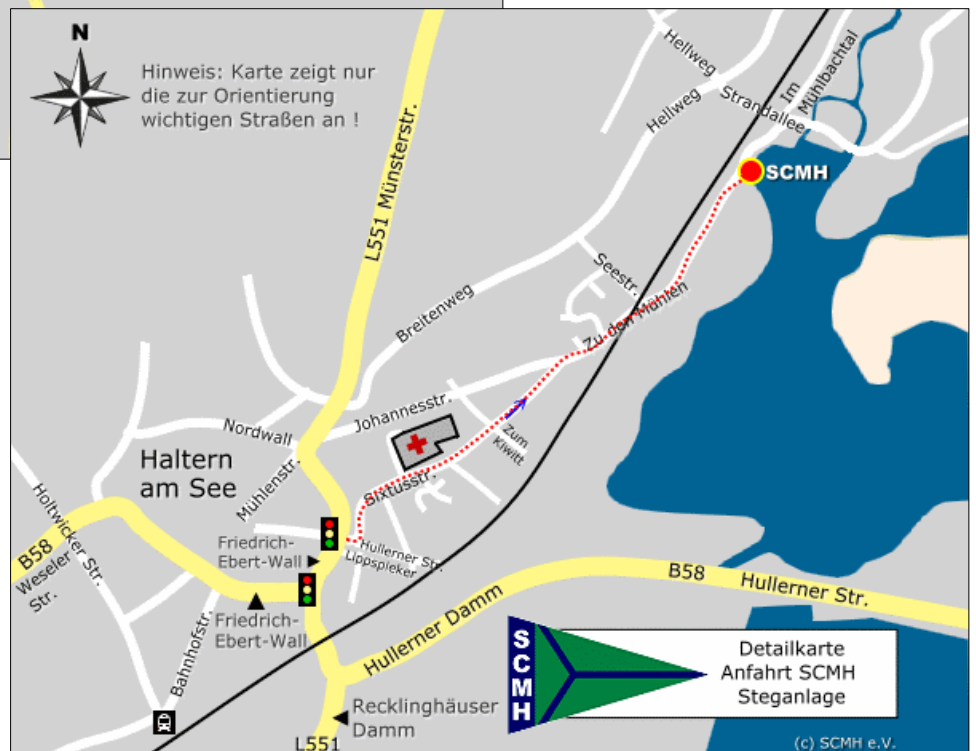 N
Hinweis: Karte zeigt nur
die zur Orientierung
wichtigen Straßen an !
L551 Münsterstr.
Hellweg
Hellweg
Strandallee
Im
Mühlbachtal
SCMH
Seestr.
Zu den Mühlen
Breitenweg
Johannesstr.
Nordwall
Mühlenstr.
Haltern
am See
Sixtusstr.
Zum
Kiwitt
Holtwicker Str.
B58
Weseler
Str.
Friedrich-
Ebert-Wall
Hullerner Str.
Lippspieker
Friedrich-
Ebert-Wall
Bahnhofstr.
Hullerner Damm
B58 Hullerner Str.
Recklinghäuser
Damm
L551
SCMH
Detailkarte
Anfahrt SCMH
Steganlage
(c) SCMH e.V.